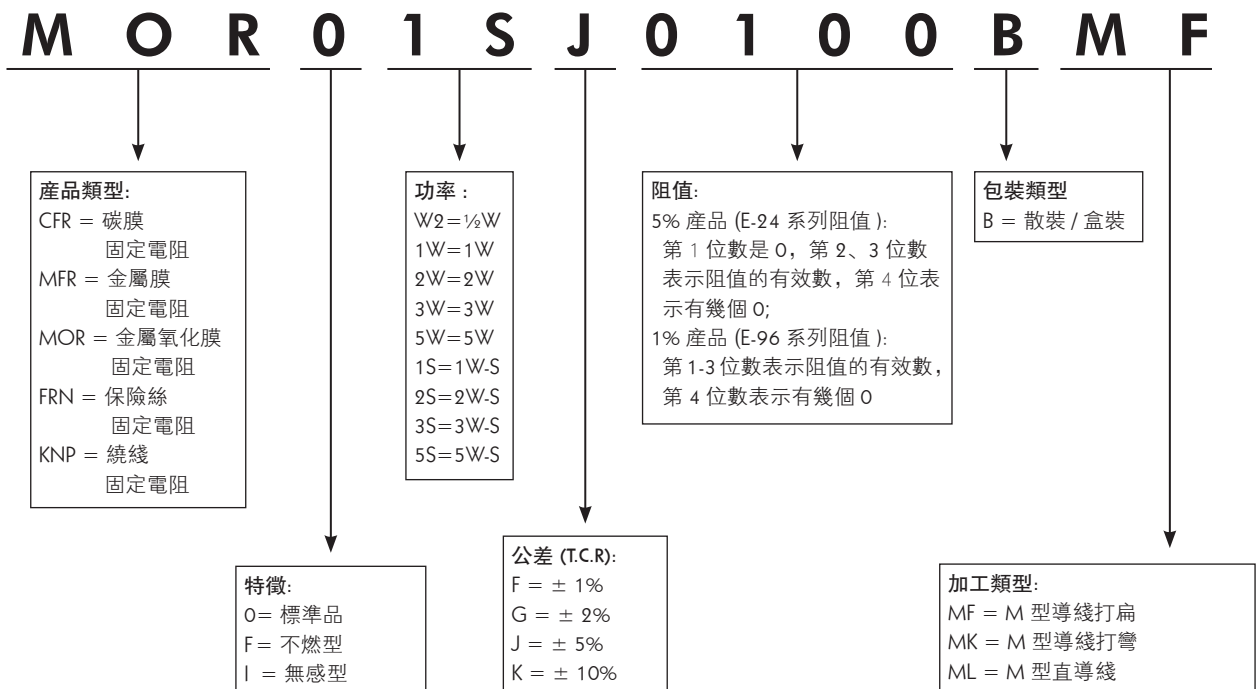 M O R 0 1 S J 0 1 0 0 B M F
産品類型:
CFR = 碳膜
固定電阻
MFR = 金屬膜
固定電阻
MOR = 金屬氧化膜
固定電阻
FRN = 保險絲
固定電阻
KNP = 繞綫
固定電阻
功率 :
W2=½W
1W=1W
2W=2W
3W=3W
5W=5W
1S=1W-S
2S=2W-S
3S=3W-S
5S=5W-S
阻值:
5% 産品 (E-24 系列阻值 ):
第 1 位數是 0，第 2、3 位數
表示阻值的有效數，第 4 位表
示有幾個 0;
1% 産品 (E-96 系列阻值 ):
第 1-3 位數表示阻值的有效數，
第 4 位數表示有幾個 0
包裝類型
B = 散裝 / 盒裝
特徵:
0= 標準品
F= 不燃型
I = 無感型
公差 (T.C.R):
F = ± 1%
G = ± 2%
J = ± 5%
K = ± 10%
加工類型:
MF = M 型導綫打扁
MK = M 型導綫打彎
ML = M 型直導綫